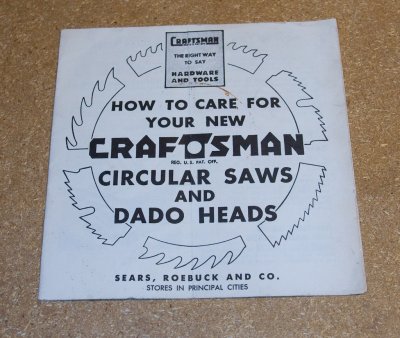 CRAFTSMAN
THE RIGHT WAY
TO SAY
HARDWARE
AND TOOLS
HOW TO CARE FOR
YOUR NEW
CRAFTSMAN
REG. U.S. PAT. OFF.
CIRCULAR SAWS
AND
DADO HEADS
SEARS, ROEBUCK AND CO.
STORES IN PRINCIPAL CITIES